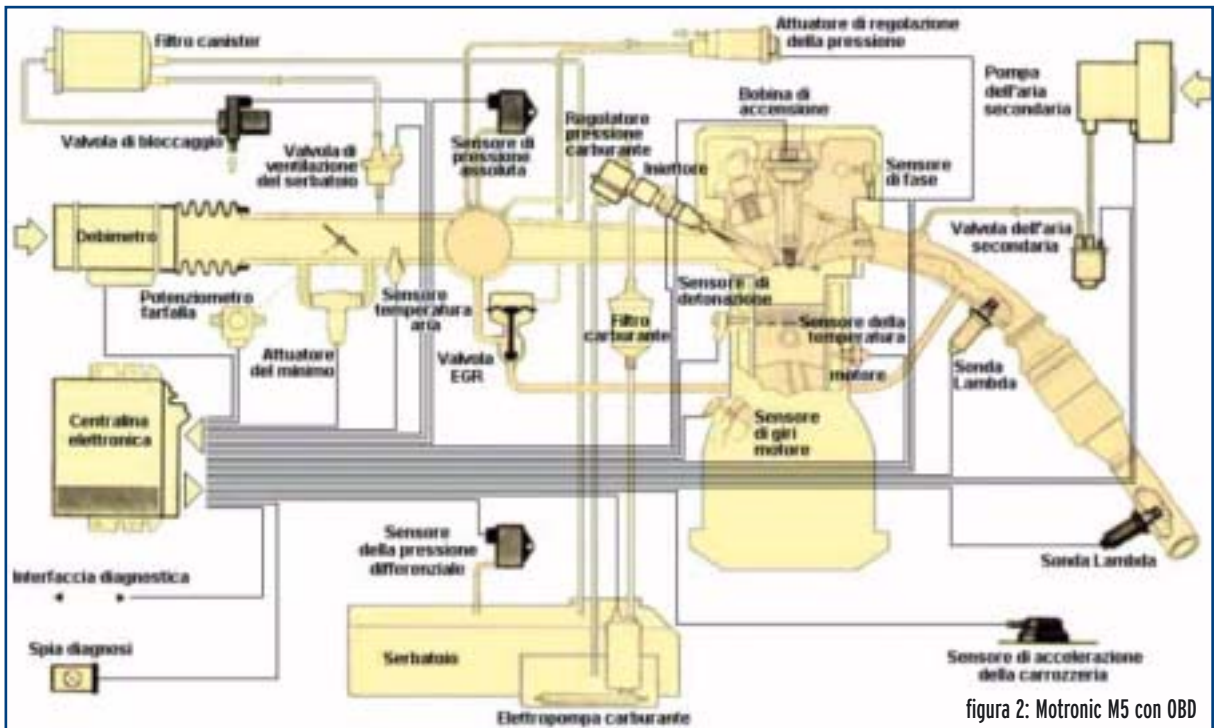 Filtro canister
Attuatore di regolazione
della pressione
Pompa
dell'aria
secondaria
Bobina di
accensione
Regolatore
pressione
carburante
Valvola di bloccaggio
Valvola di
ventilazione
del serbatoio
Sensore di
pressione
assoluta
Iniettore
Sensore
di fase
Debimetro
Valvola dell'aria
secondaria
Potenziometro
farfalla
Sensore
temperatura
aria
Sensore di
detonazione
Filtro
carburante
Sensore della
temperatura
motore
Attuatore
del minimo
Valvola
EGR
Sonda
Lambda
Centralina
elettronica
Sensore
di giri
motore
Sensore
della pressione
differenziale
Sonda Lambda
Interfaccia diagnostica
Spia diagnosi
Serbatoio
Sensore di accelerazione
della carrozzeria
Elettropompa carburante
figura 2: Motronic M5 con OBD